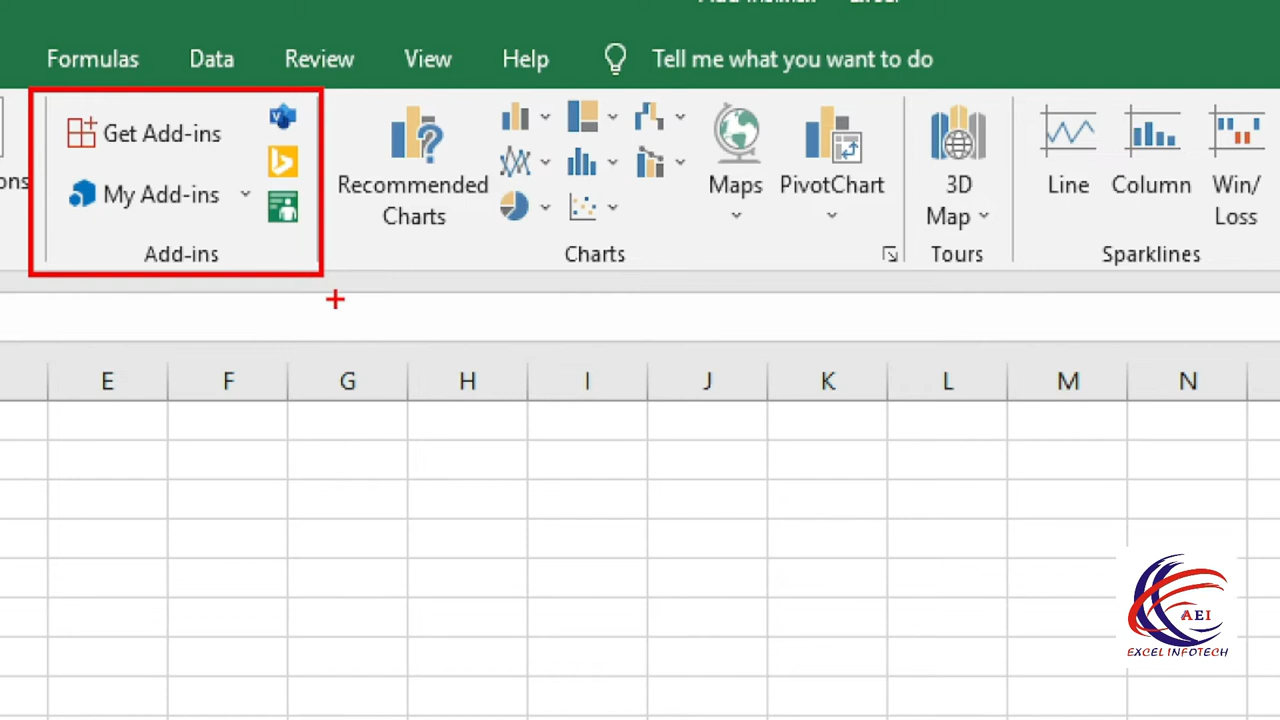 Formulas Data Review View Help Tell me what you want to do
Get Add-ins
My Add-ins
Add-ins
Recommended
Charts
Maps
PivotChart
Charts
3D
Map
Tours
Line
Column
Win/
Loss
Sparklines
E F G H I J K L M N
AEI
EXCEL INFOTECH